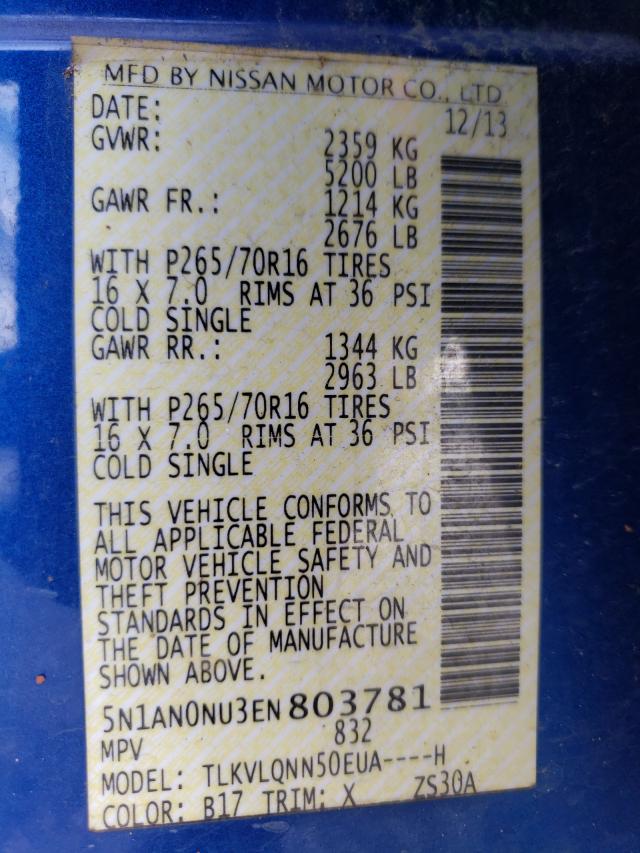 MFD BY NISSAN MOTOR CO., LTD
DATE: 12/13
GVWR: 2359 KG
5200 LB
GAWR FR.: 1214 KG
2676 LB
WITH P265/70R16 TIRES
16 X 7.0 RIMS AT 36 PSI
COLD SINGLE
GAWR RR.: 1344 KG
2963 LB
WITH P265/70R16 TIRES
16 X 7.0 RIMS AT 36 PSI
COLD SINGLE
THIS VEHICLE CONFORMS TO
ALL APPLICABLE FEDERAL
MOTOR VEHICLE SAFETY AND
THEFT PREVENTION
STANDARDS IN EFFECT ON
THE DATE OF MANUFACTURE
SHOWN ABOVE.
5N1AN0NU3EN803781
MPV 832
MODEL: TLKVLQNN50EUA----H
COLOR: B17 TRIM: X ZS30A